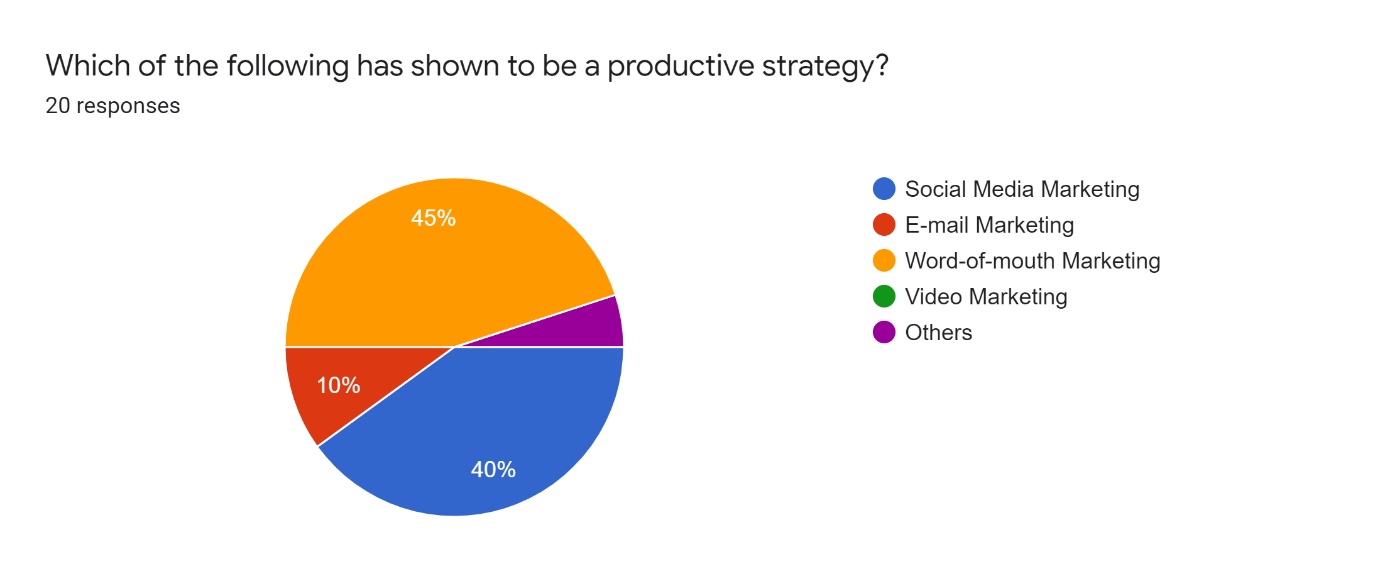 Which of the following has shown to be a productive strategy?
20 responses
45%
10%
40%
Social Media Marketing
E-mail Marketing
Word-of-mouth Marketing
Video Marketing
Others